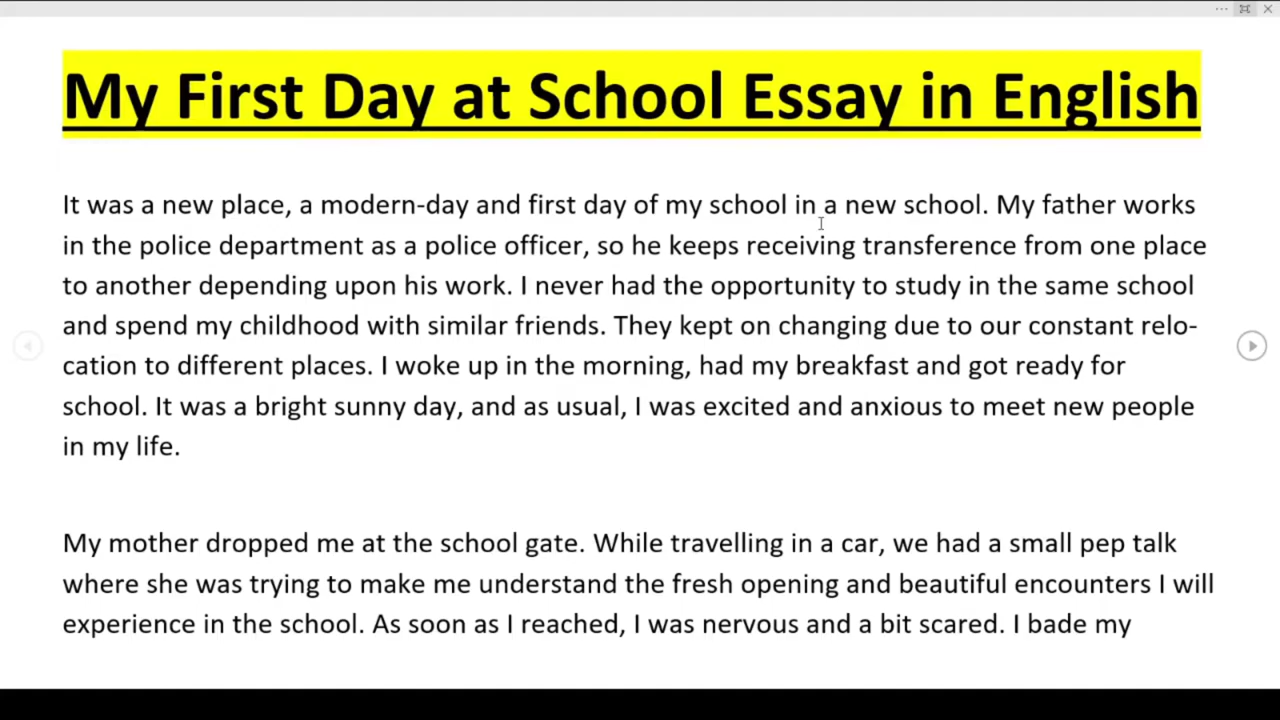 My First Day at School Essay in English
It was a new place, a modern-day and first day of my school in a new school. My father works
in the police department as a police officer, so he keeps receiving transference from one place
to another depending upon his work. I never had the opportunity to study in the same school
and spend my childhood with similar friends. They kept on changing due to our constant relo-
cation to different places. I woke up in the morning, had my breakfast and got ready for
school. It was a bright sunny day, and as usual, I was excited and anxious to meet new people
in my life.
My mother dropped me at the school gate. While travelling in a car, we had a small pep talk
where she was trying to make me understand the fresh opening and beautiful encounters I will
experience in the school. As soon as I reached, I was nervous and a bit scared. I bade my